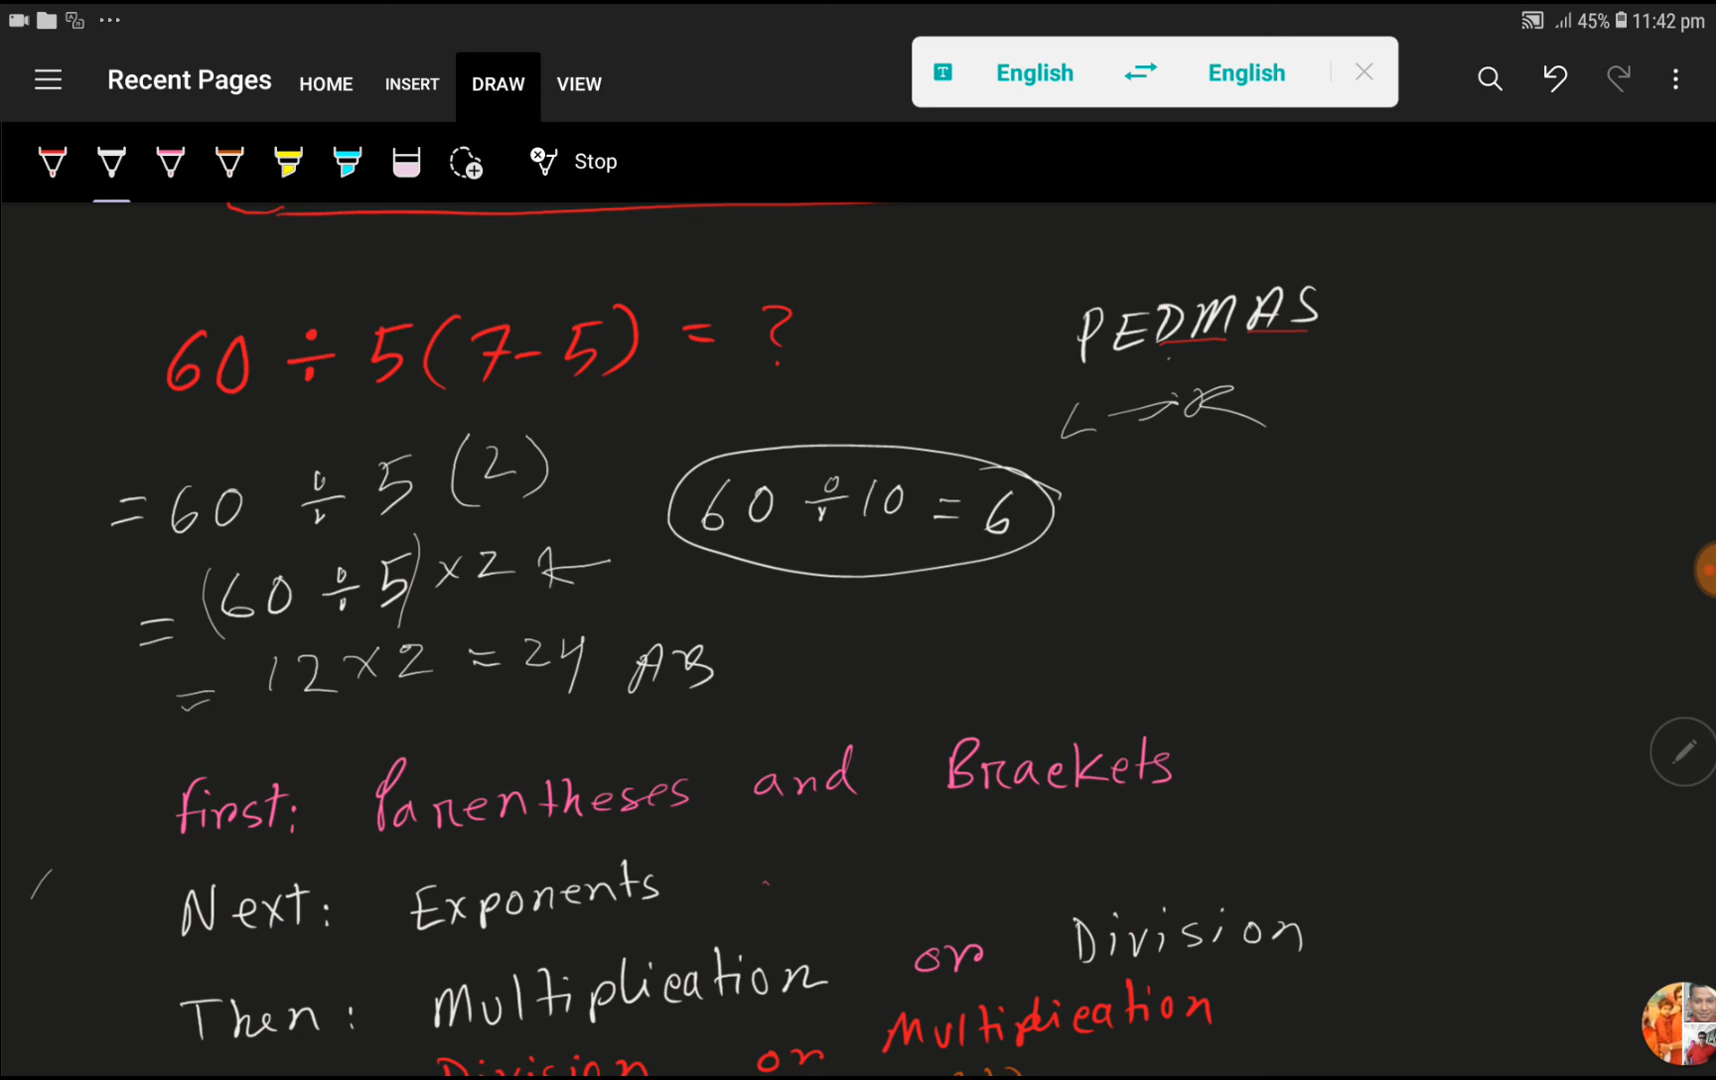 45% 11:42 pm
Recent Pages HOME INSERT DRAW VIEW
English English
Stop
60 ÷ 5(7-5) = ?
PEDMAS
L → R
= 60 ÷ 5 (2)
60 ÷ 10 = 6
= (60 ÷ 5) × 2
= 12 × 2 = 24
First: Parentheses and Brackets
Next: Exponents
Then: Multiplication or Division
Division or Multiplication